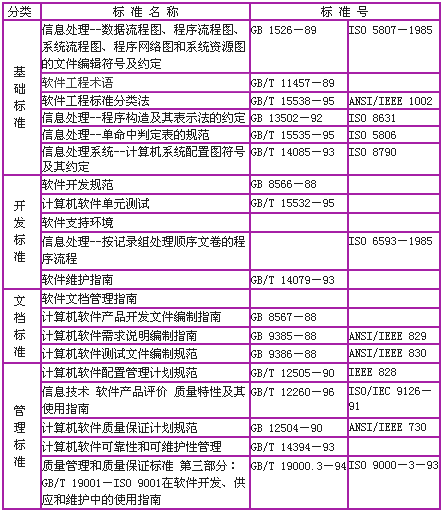 分类 标 准 名 称 标 准 号
基础标准
信息处理--数据流程图、程序流程图、 GB 1526—89 ISO 5807—1985
系统流程图、程序网络图和系统资源图
的文件编辑符号及约定
软件工程术语 GB/T 11457—89
软件工程标准分类法 GB/T 15538—95 ANSI/IEEE 1002
信息处理--程序构造及其表示法的约定 GB 13502—92 ISO 8631
信息处理--单命中判定表的规范 GB/T 15535—95 ISO 5806
信息处理系统--计算机系统配置图符号 GB/T 14085—93 ISO 8790
及其约定
开发标准
软件开发规范 GB 8566—88
计算机软件单元测试 GB/T 15532—95
软件支持环境
信息处理--按记录组处理顺序文卷的程 ISO 6593—1985
序流程
软件维护指南 GB/T 14079—93
文档标准
软件文档管理指南
计算机软件产品开发文件编制指南 GB 8567—88
计算机软件需求说明编制指南 GB 9385—88 ANSI/IEEE 829
计算机软件测试文件编制规范 GB 9386—88 ANSI/IEEE 830
管理标准
计算机软件配置管理计划规范 GB/T 12505—90 IEEE 828
信息技术 软件产品评价 质量特性及其 GB/T 12260—96 ISO/IEC 9126—
使用指南 91
计算机软件质量保证计划规范 GB 12504—90 ANSI/IEEE 730
计算机软件可靠性和可维护性管理 GB/T 14394—93
质量管理和质量保证标准 第三部分： GB/T 19000.3—94 ISO 9000—3—93
GB/T 19001—ISO 9001在软件开发、供
应和维护中的使用指南